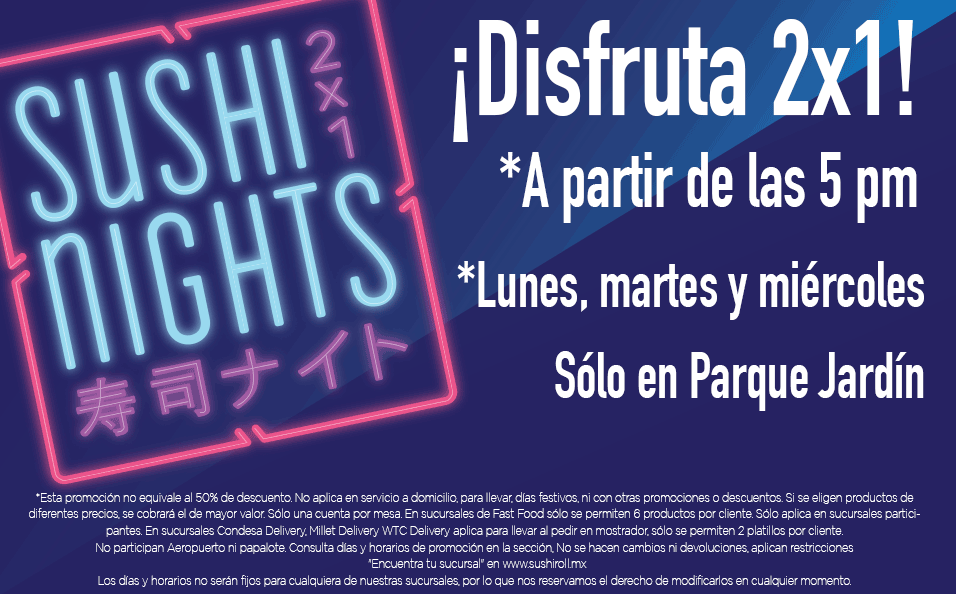 SUSHI
2x1
NIGHTS
寿司ナイト
¡Disfruta 2x1!
*A partir de las 5 pm
*Lunes, martes y miércoles
Sólo en Parque Jardín
*Esta promoción no equivale al 50% de descuento. No aplica en servicio a domicilio, para llevar, días festivos, ni con otras promociones o descuentos. Si se eligen productos de
diferentes precios, se cobrará el de mayor valor. Sólo una cuenta por mesa. En sucursales de Fast Food sólo se permiten 6 productos por cliente. Sólo aplica en sucursales partici-
pantes. En sucursales Condesa Delivery, Millet Delivery WTC Delivery aplica para llevar al pedir en mostrador, sólo se permiten 2 platillos por cliente.
No participan Aeropuerto ni papalote. Consulta días y horarios de promoción en la sección, No se hacen cambios ni devoluciones, aplican restricciones
"Encuentra tu sucursal" en www.sushiroll.mx
Los días y horarios no serán fijos para cualquiera de nuestras sucursales, por lo que nos reservamos el derecho de modificarlos en cualquier momento.